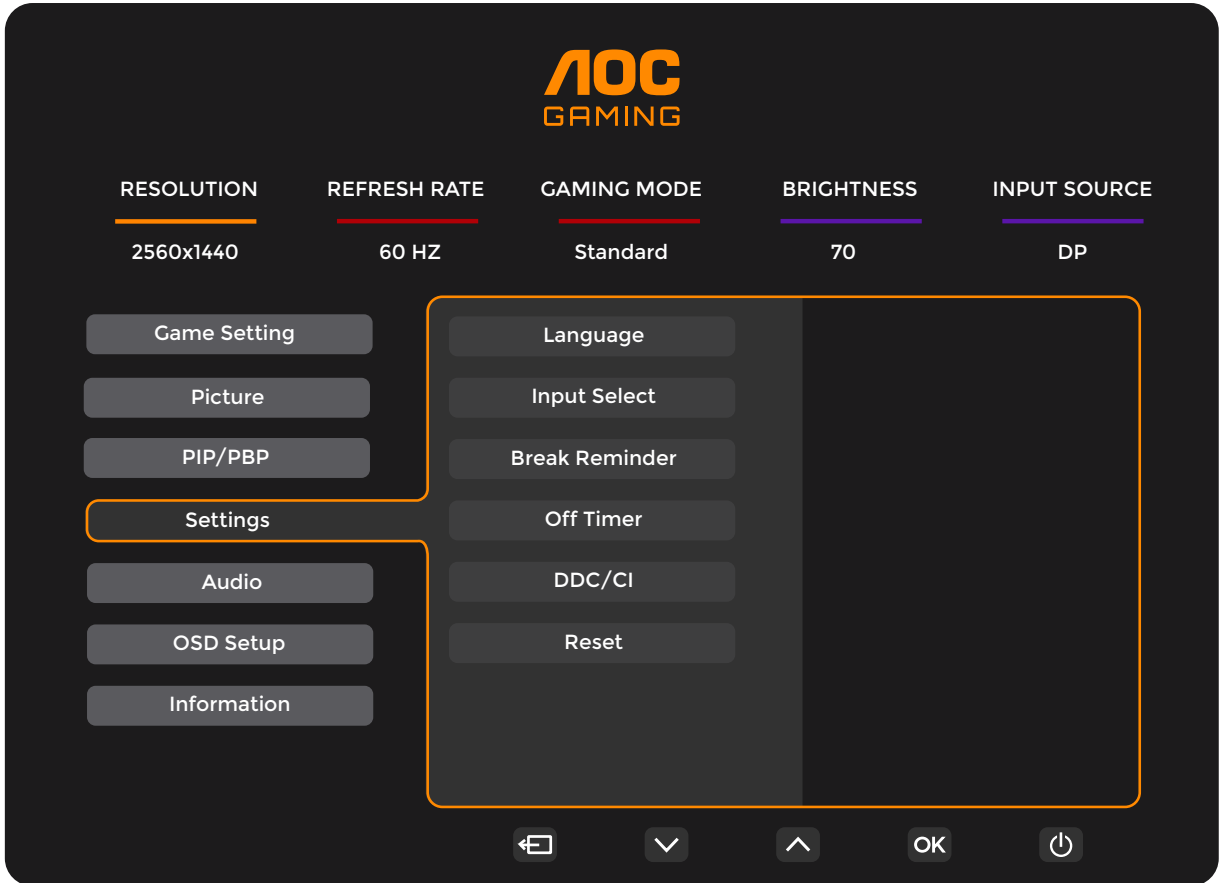 AOC
GAMING
RESOLUTION REFRESH RATE GAMING MODE BRIGHTNESS INPUT SOURCE
2560x1440 60 HZ Standard 70 DP
Game Setting
Picture
PIP/PBP
Settings
Audio
OSD Setup
Information
Language
Input Select
Break Reminder
Off Timer
DDC/CI
Reset
OK